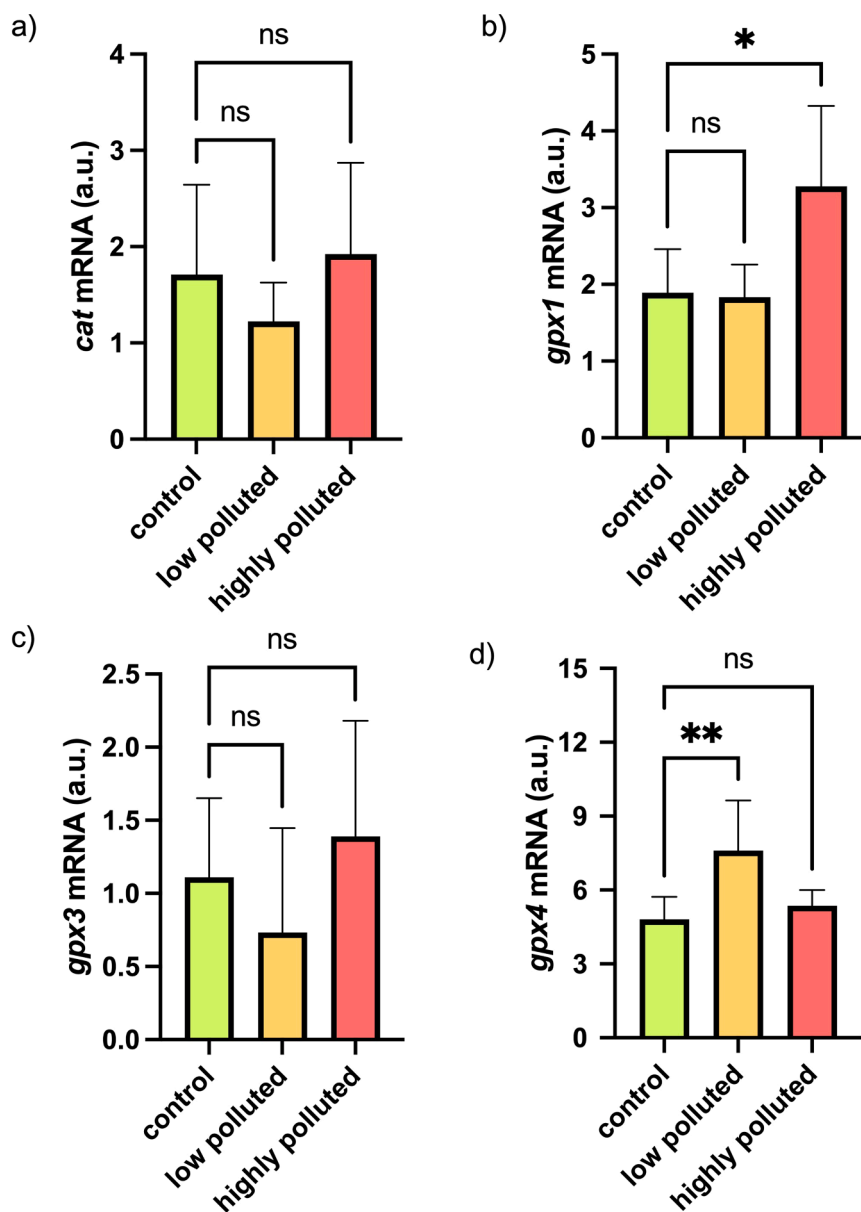 a)
ns
ns
cat mRNA (a.u.)
4
3
2
1
0
control
low polluted
highly polluted
b)
*
ns
gpx1 mRNA (a.u.)
5
4
3
2
1
0
control
low polluted
highly polluted
c)
ns
ns
gpx3 mRNA (a.u.)
2.5
2.0
1.5
1.0
0.5
0.0
control
low polluted
highly polluted
d)
ns
**
gpx4 mRNA (a.u.)
15
12
9
6
3
0
control
low polluted
highly polluted